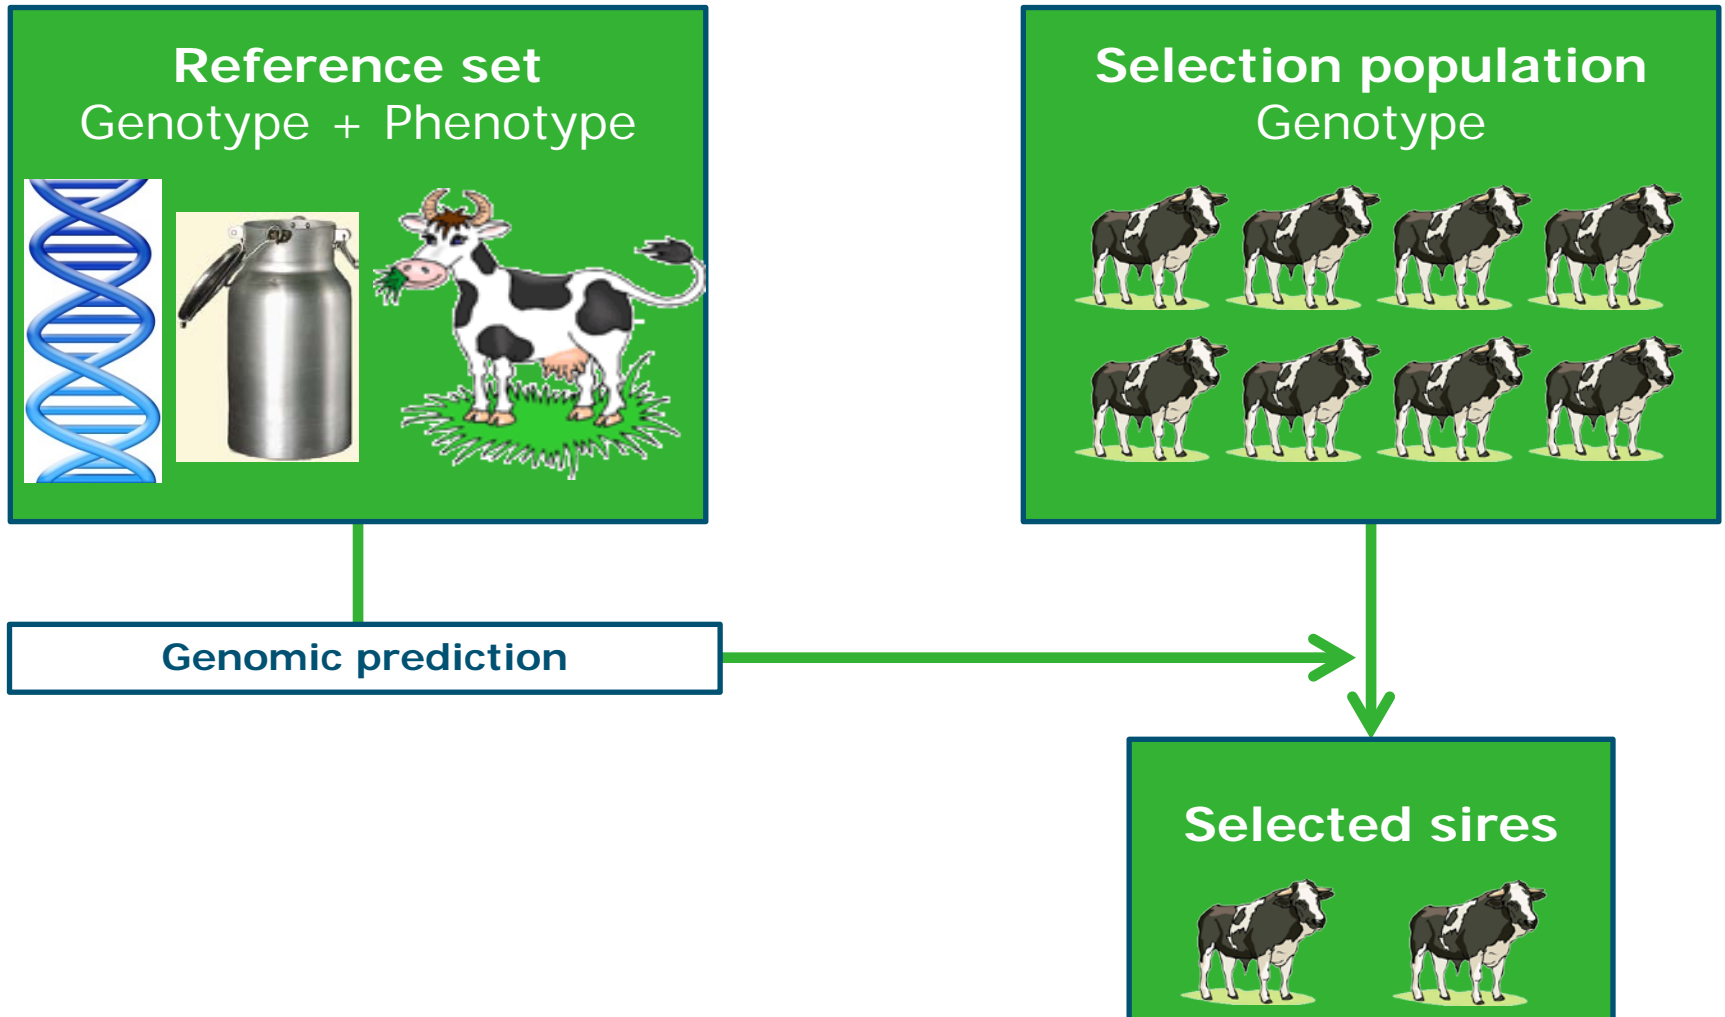 Reference set
Genotype + Phenotype
Selection population
Genotype
Genomic prediction
Selected sires